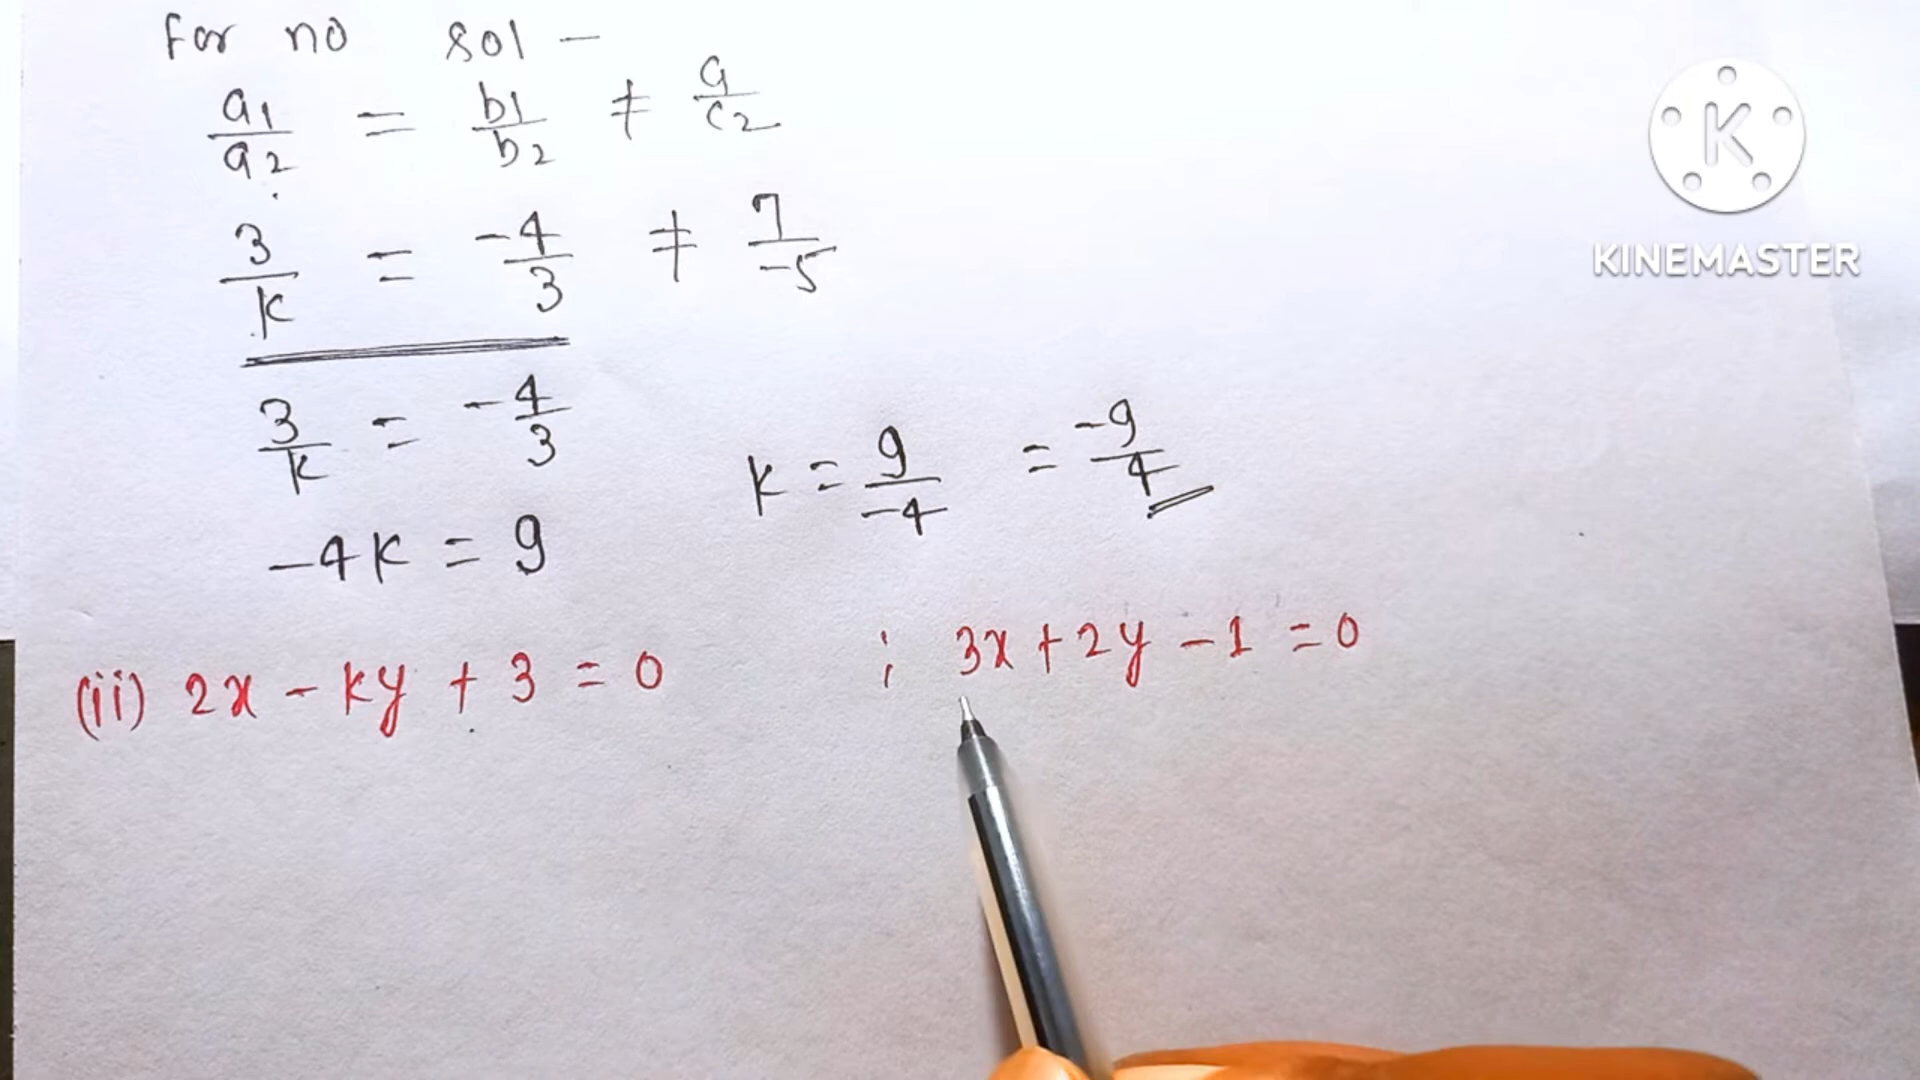 For no sol -
a1/a2 = b1/b2 ≠ c1/c2
3/k = -4/3 ≠ 7/-5
3/k = -4/3
k = 9/-4 = -9/4
-4k = 9
(ii) 2x - ky + 3 = 0 ; 3x + 2y - 1 = 0
K
KINEMASTER